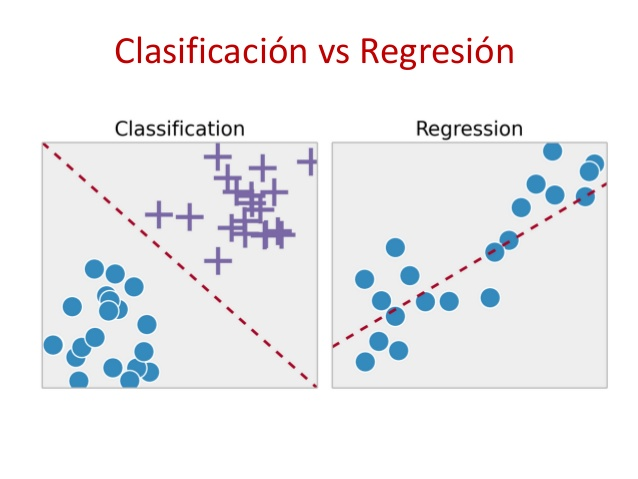 Clasificación vs Regresión
Classification
Regression